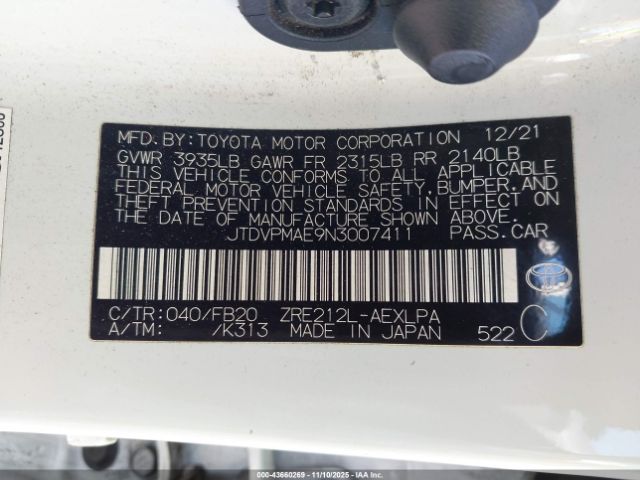 MFD.BY:TOYOTA MOTOR CORPORATION 12/21
GVWR 3935LB GAWR FR 2315LB RR 2140LB
THIS VEHICLE CONFORMS TO ALL APPLICABLE
FEDERAL MOTOR VEHICLE SAFETY,BUMPER,AND
THEFT PREVENTION STANDARDS IN EFFECT ON
THE DATE OF MANUFACTURE SHOWN ABOVE.
JTDVPMAE9N3007411 PASS.CAR
C/TR:040/FB20 ZRE212L-AEXLPA
A/TM: /K313 MADE IN JAPAN 522 C
TOYOTA
000-43660269 - 11/10/2025 - IAAI.COM